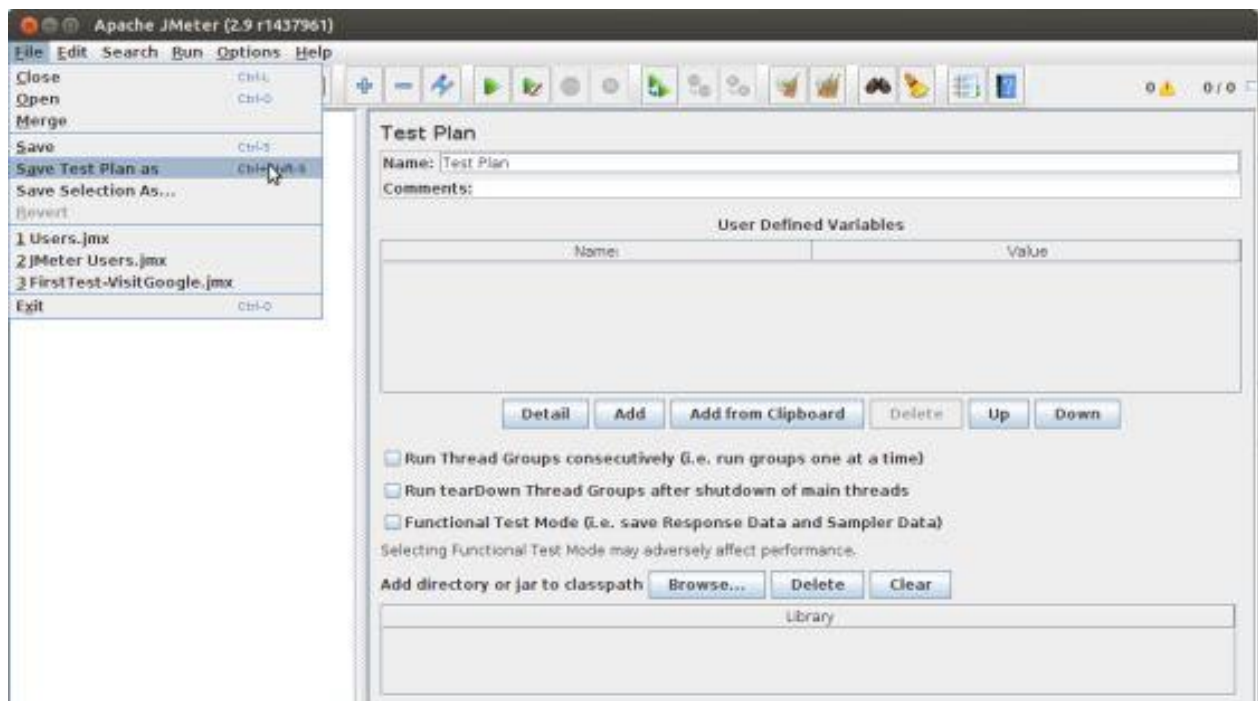 Apache JMeter (2.9 r1437961)
File Edit Search Run Options Help
Close Ctrl-L
Open Ctrl-O
Merge
Save Ctrl-S
Save Test Plan as
Save Selection As...
Revert
1 Users.jmx
2 JMeter Users.jmx
3 FirstTest-VisitGoogle.jmx
Exit Ctrl-Q
0 0 / 0
Test Plan
Name: Test Plan
Comments:
User Defined Variables
Name: Value
Detail Add Add from Clipboard Delete Up Down
Run Thread Groups consecutively (i.e. run groups one at a time)
Run tearDown Thread Groups after shutdown of main threads
Functional Test Mode (i.e. save Response Data and Sampler Data)
Selecting Functional Test Mode may adversely affect performance.
Add directory or jar to classpath Browse... Delete Clear
Library